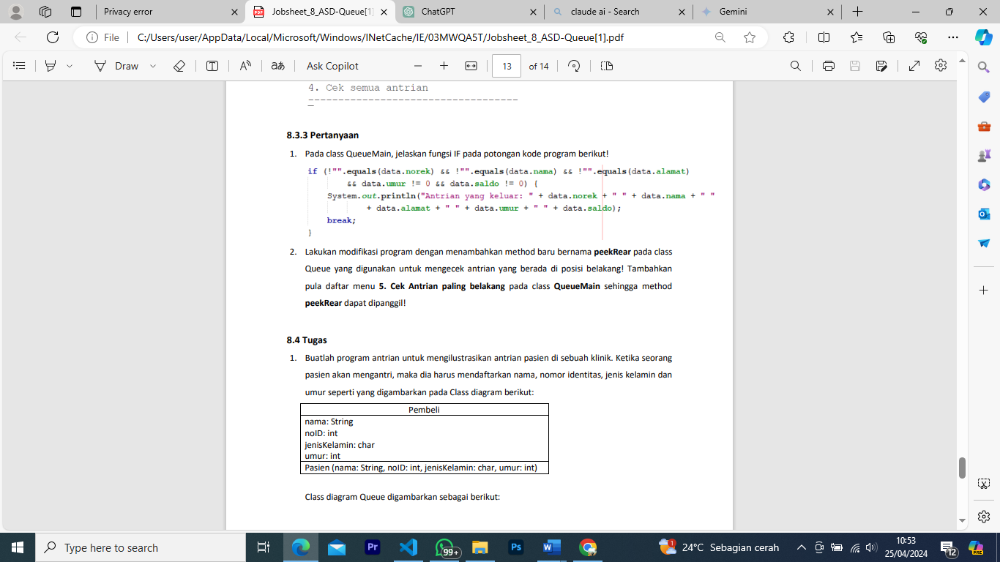 Privacy error
Jobsheet_8_ASD-Queue[1]
ChatGPT
claude ai - Search
Gemini
File
C:/Users/user/AppData/Local/Microsoft/Windows/INetCache/IE/03MWQA5T/Jobsheet_8_ASD-Queue[1].pdf
Draw
Ask Copilot
13 of 14
4. Cek semua antrian
-----------------------------------
_
8.3.3 Pertanyaan
1. Pada class QueueMain, jelaskan fungsi IF pada potongan kode program berikut!
if (!"".equals(data.norek) && !"".equals(data.nama) && !"".equals(data.alamat)
&& data.umur != 0 && data.saldo != 0) {
System.out.println("Antrian yang keluar: " + data.norek + " " + data.nama + " "
+ data.alamat + " " + data.umur + " " + data.saldo);
break;
}
2. Lakukan modifikasi program dengan menambahkan method baru bernama peekRear pada class
Queue yang digunakan untuk mengecek antrian yang berada di posisi belakang! Tambahkan
pula daftar menu 5. Cek Antrian paling belakang pada class QueueMain sehingga method
peekRear dapat dipanggil!
8.4 Tugas
1. Buatlah program antrian untuk mengilustrasikan antrian pasien di sebuah klinik. Ketika seorang
pasien akan mengantri, maka dia harus mendaftarkan nama, nomor identitas, jenis kelamin dan
umur seperti yang digambarkan pada Class diagram berikut:
Pembeli
nama: String
noID: int
jenisKelamin: char
umur: int
Pasien (nama: String, noID: int, jenisKelamin: char, umur: int)
Class diagram Queue digambarkan sebagai berikut:
Type here to search
Pr
99+
Ps
24°C Sebagian cerah
10:53
25/04/2024
12